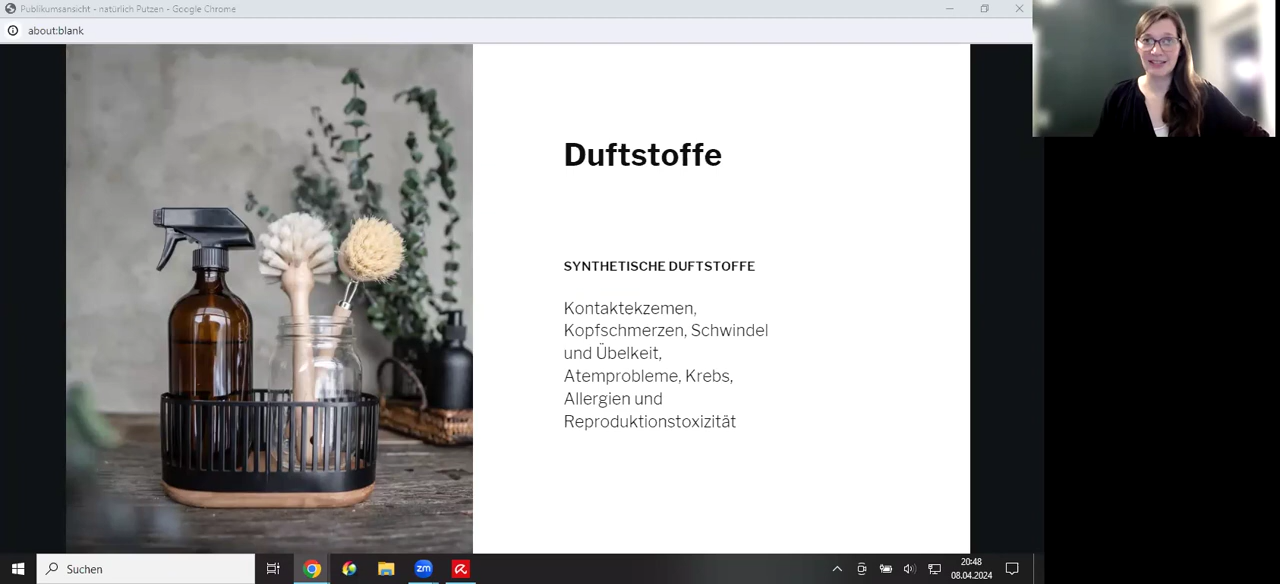 Publikumsansicht - natürlich Putzen - Google Chrome
about:blank
Duftstoffe
SYNTHETISCHE DUFTSTOFFE
Kontaktekzemen,
Kopfschmerzen, Schwindel
und Übelkeit,
Atemprobleme, Krebs,
Allergien und
Reproduktionstoxizität
Suchen
zm
20:48
08.04.2024